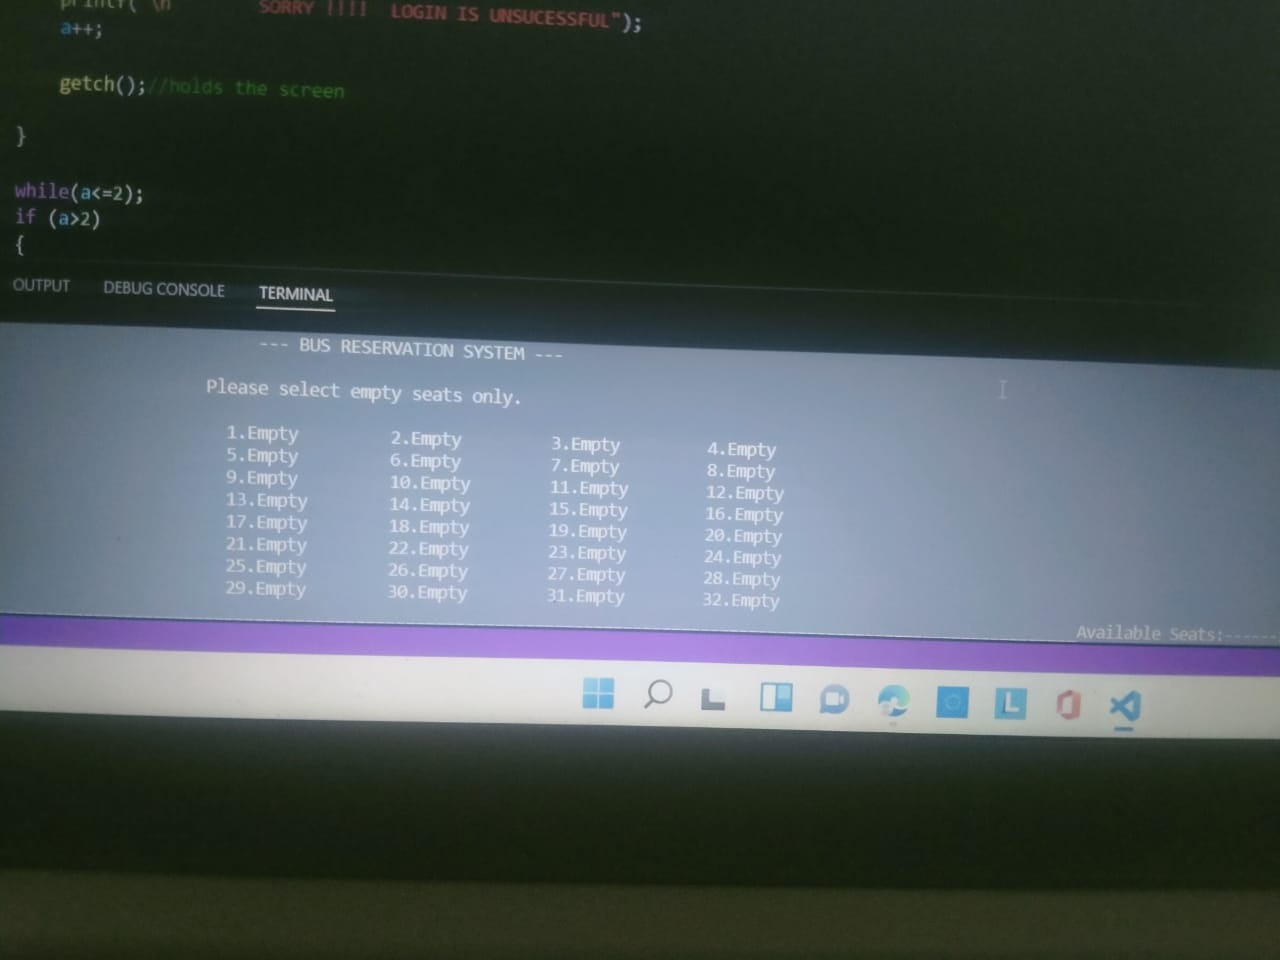 printf( "\n SORRY !!!! LOGIN IS UNSUCESSFUL");
a++;
getch();//holds the screen
}
while(a<=2);
if (a>2)
{
OUTPUT DEBUG CONSOLE TERMINAL
--- BUS RESERVATION SYSTEM ---
Please select empty seats only.
1.Empty 2.Empty 3.Empty 4.Empty
5.Empty 6.Empty 7.Empty 8.Empty
9.Empty 10.Empty 11.Empty 12.Empty
13.Empty 14.Empty 15.Empty 16.Empty
17.Empty 18.Empty 19.Empty 20.Empty
21.Empty 22.Empty 23.Empty 24.Empty
25.Empty 26.Empty 27.Empty 28.Empty
29.Empty 30.Empty 31.Empty 32.Empty
Available Seats:------
L